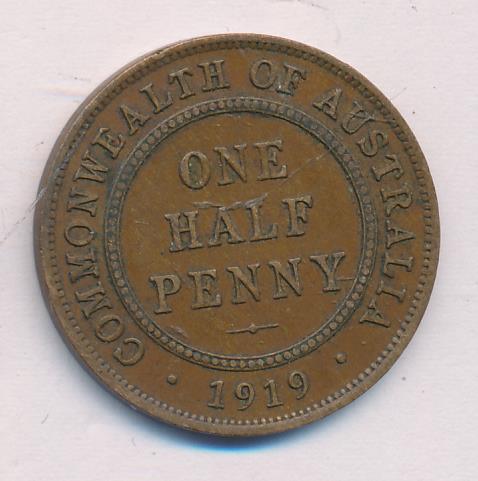 COMMONWEALTH OF AUSTRALIA
ONE
HALF
PENNY
· 1919 ·